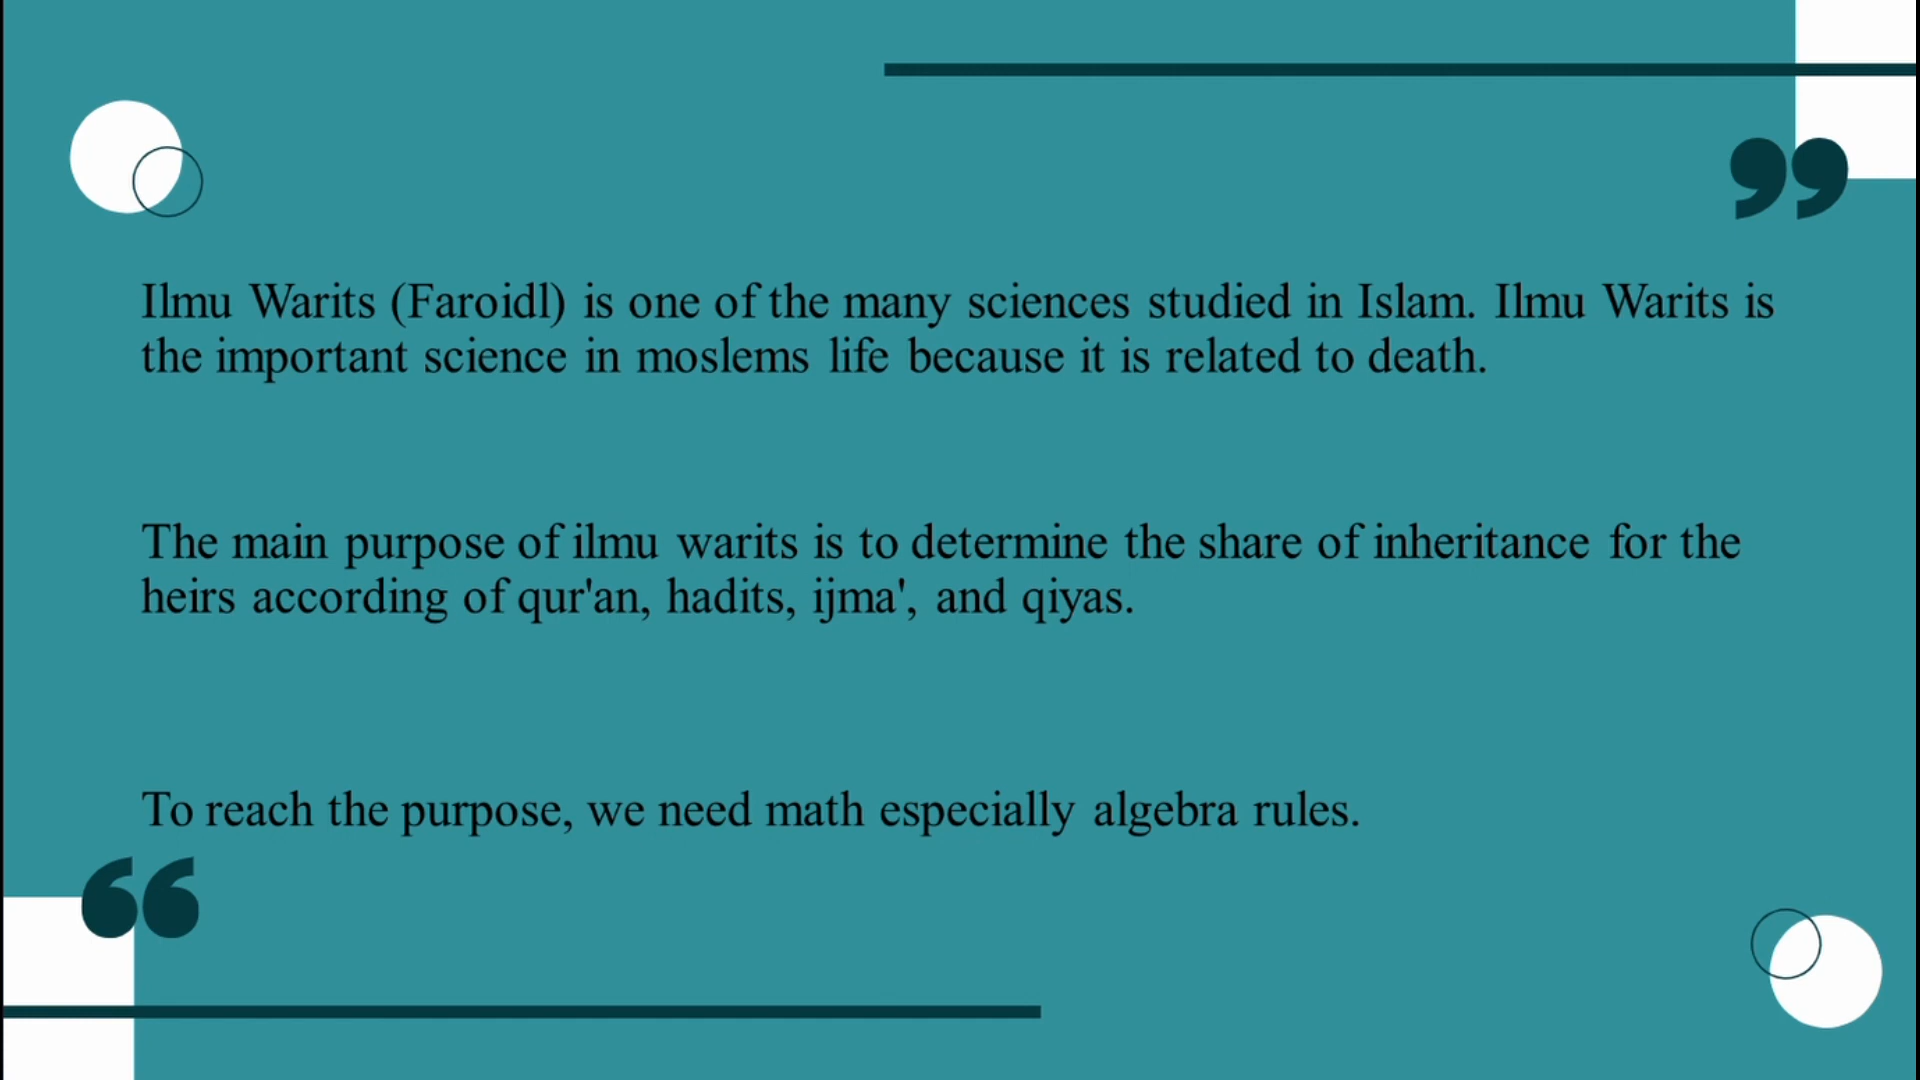 Ilmu Warits (Faroidl) is one of the many sciences studied in Islam. Ilmu Warits is
the important science in moslems life because it is related to death.
The main purpose of ilmu warits is to determine the share of inheritance for the
heirs according of qur'an, hadits, ijma', and qiyas.
To reach the purpose, we need math especially algebra rules.